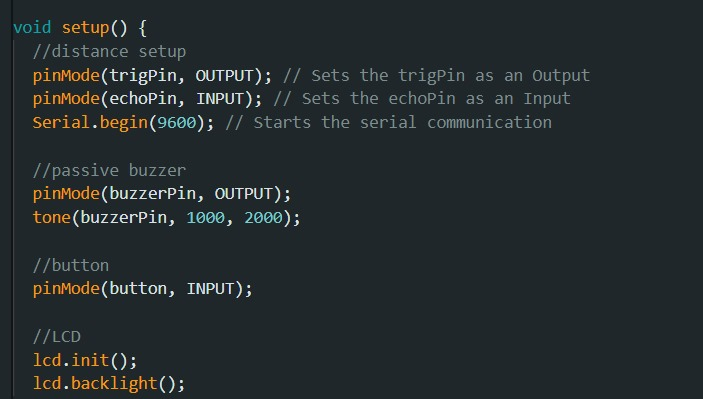 void setup() {
//distance setup
pinMode(trigPin, OUTPUT); // Sets the trigPin as an Output
pinMode(echoPin, INPUT); // Sets the echoPin as an Input
Serial.begin(9600); // Starts the serial communication
//passive buzzer
pinMode(buzzerPin, OUTPUT);
tone(buzzerPin, 1000, 2000);
//button
pinMode(button, INPUT);
//LCD
lcd.init();
lcd.backlight();